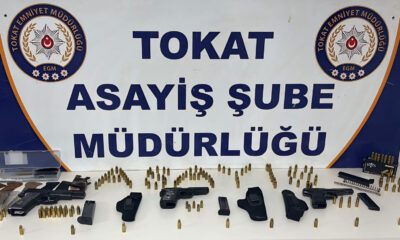 TOKAT EMNİYET MÜDÜRLÜĞÜ
EGM
TOKAT
ASAYİŞ ŞUBE
MÜDÜRLÜĞÜ
TOKAT EMNİYET MÜDÜRLÜĞÜ
EGM